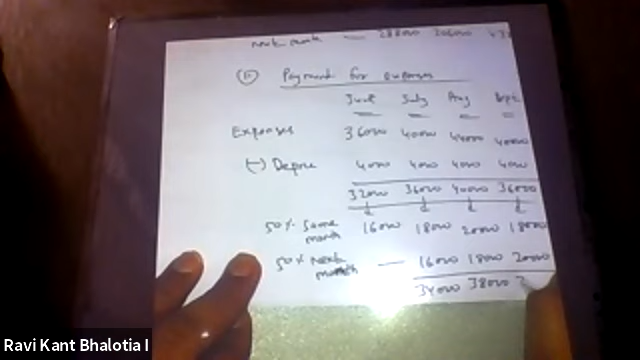 next month — 288000 306000
(ii) Payment for expenses
June July Aug Sept
Expenses 36000 40000 44000 40000
(-) Depre 4000 4000 4000 4000
32000 36000 40000 36000
50% Same month 16000 18000 20000 18000
50% Next month — 16000 18000 20000
34000 38000
Ravi Kant Bhalotia I